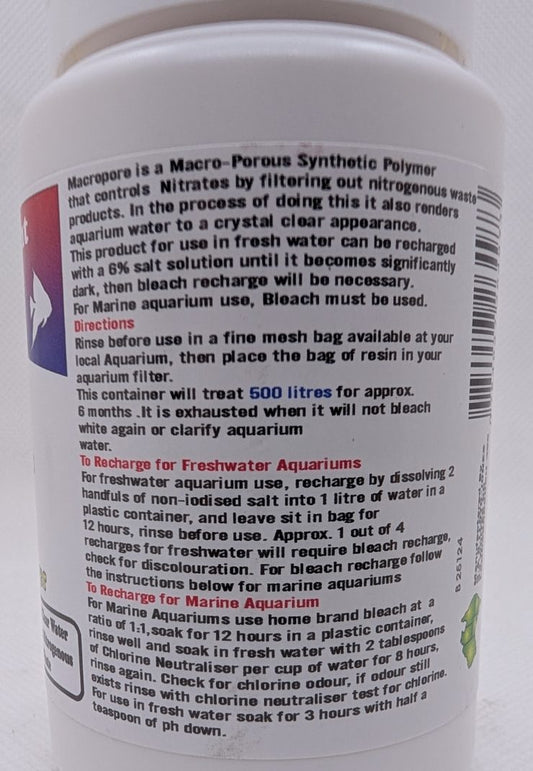 Macropore is a Macro-Porous Synthetic Polymer
that controls Nitrates by filtering out nitrogenous waste
products. In the process of doing this it also renders
aquarium water to a crystal clear appearance.
This product for use in fresh water can be recharged
with a 6% salt solution until it becomes significantly
dark, then bleach recharge will be necessary.
For Marine aquarium use, Bleach must be used.
Directions
Rinse before use in a fine mesh bag available at your
local Aquarium, then place the bag of resin in your
aquarium filter.
This container will treat 500 litres for approx.
6 months .It is exhausted when it will not bleach
white again or clarify aquarium
water.
To Recharge for Freshwater Aquariums
For freshwater aquarium use, recharge by dissolving 2
handfuls of non-iodised salt into 1 litre of water in a
plastic container, and leave sit in bag for
12 hours, rinse before use. Approx. 1 out of 4
recharges for freshwater will require bleach recharge,
check for discolouration. For bleach recharge follow
the instructions below for marine aquariums
To Recharge for Marine Aquarium
For Marine Aquariums use home brand bleach at a
ratio of 1:1,soak for 12 hours in a plastic container,
rinse well and soak in fresh water with 2 tablespoons
of Chlorine Neutraliser per cup of water for 8 hours,
rinse again. Check for chlorine odour, if odour still
exists rinse with chlorine neutraliser test for chlorine.
For use in fresh water soak for 3 hours with half a
teaspoon of ph down.
Water